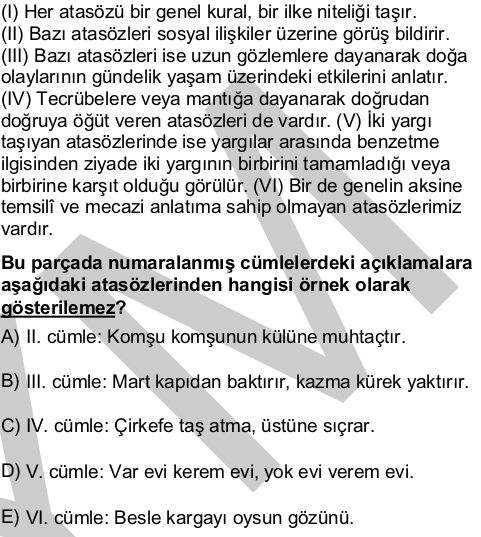 (I) Her atasözü bir genel kural, bir ilke niteliği taşır.
(II) Bazı atasözleri sosyal ilişkiler üzerine görüş bildirir.
(III) Bazı atasözleri ise uzun gözlemlere dayanarak doğa
olaylarının gündelik yaşam üzerindeki etkilerini anlatır.
(IV) Tecrübelere veya mantığa dayanarak doğrudan
doğruya öğüt veren atasözleri de vardır. (V) İki yargı
taşıyan atasözlerinde ise yargılar arasında benzetme
ilgisinden ziyade iki yargının birbirini tamamladığı veya
birbirine karşıt olduğu görülür. (VI) Bir de genelin aksine
temsilî ve mecazi anlatıma sahip olmayan atasözlerimiz
vardır.
Bu parçada numaralanmış cümlelerdeki açıklamalara
aşağıdaki atasözlerinden hangisi örnek olarak
gösterilemez?
A) II. cümle: Komşu komşunun külüne muhtaçtır.
B) III. cümle: Mart kapıdan baktırır, kazma kürek yaktırır.
C) IV. cümle: Çirkefe taş atma, üstüne sıçrar.
D) V. cümle: Var evi kerem evi, yok evi verem evi.
E) VI. cümle: Besle kargayı oysun gözünü.